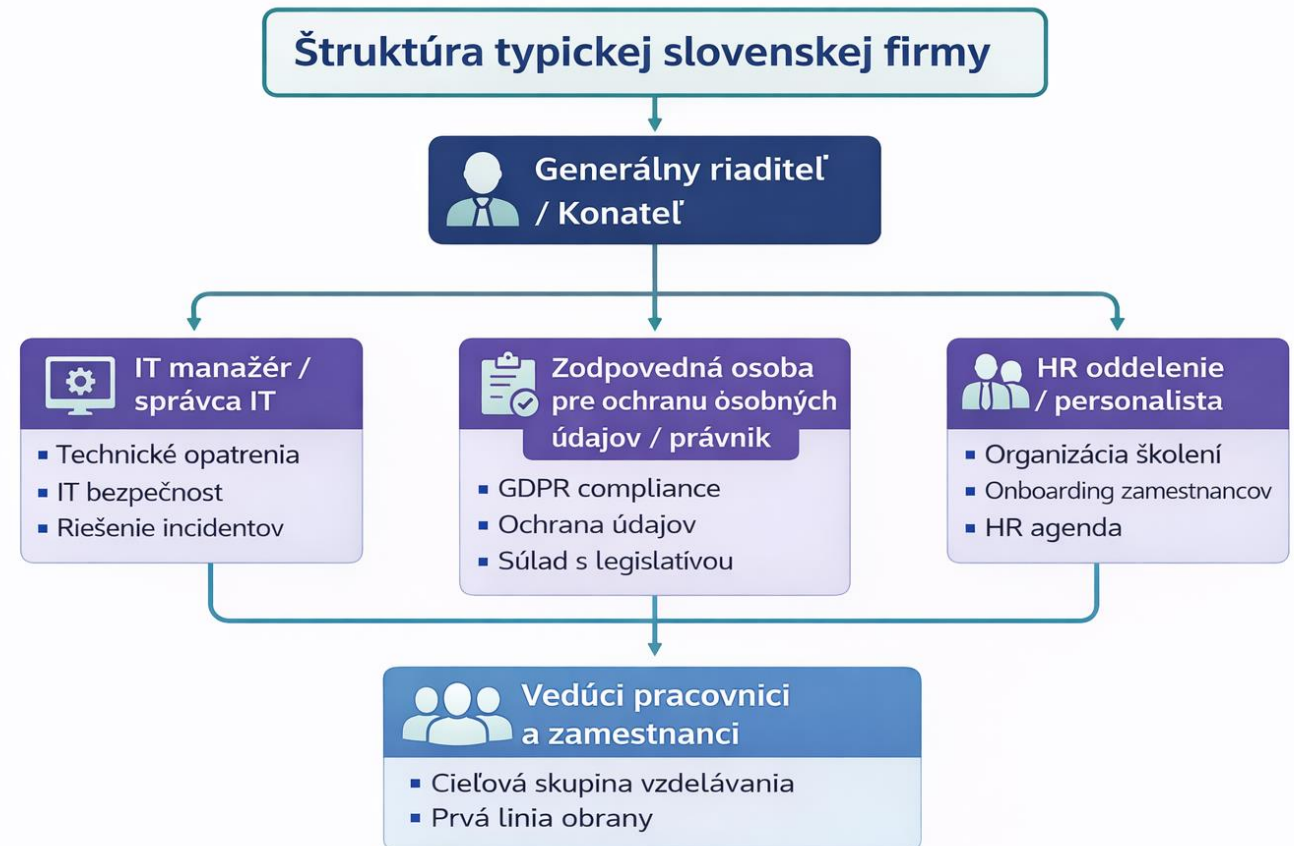 Štruktúra typickej slovenskej firmy
Generálny riaditeľ
/ Konateľ
IT manažér /
správca IT
▪ Technické opatrenia
▪ IT bezpečnost
▪ Riešenie incidentov
Zodpovedná osoba
pre ochranu ȯsobných
údajov / právnik
▪ GDPR compliance
▪ Ochrana údajov
▪ Súlad s legislatívou
HR oddelenie
/ personalista
▪ Organizácia školení
▪ Onboarding zamestnancov
▪ HR agenda
Vedúci pracovnici
a zamestnanci
▪ Cieľová skupina vzdelávania
▪ Prvá linia obrany